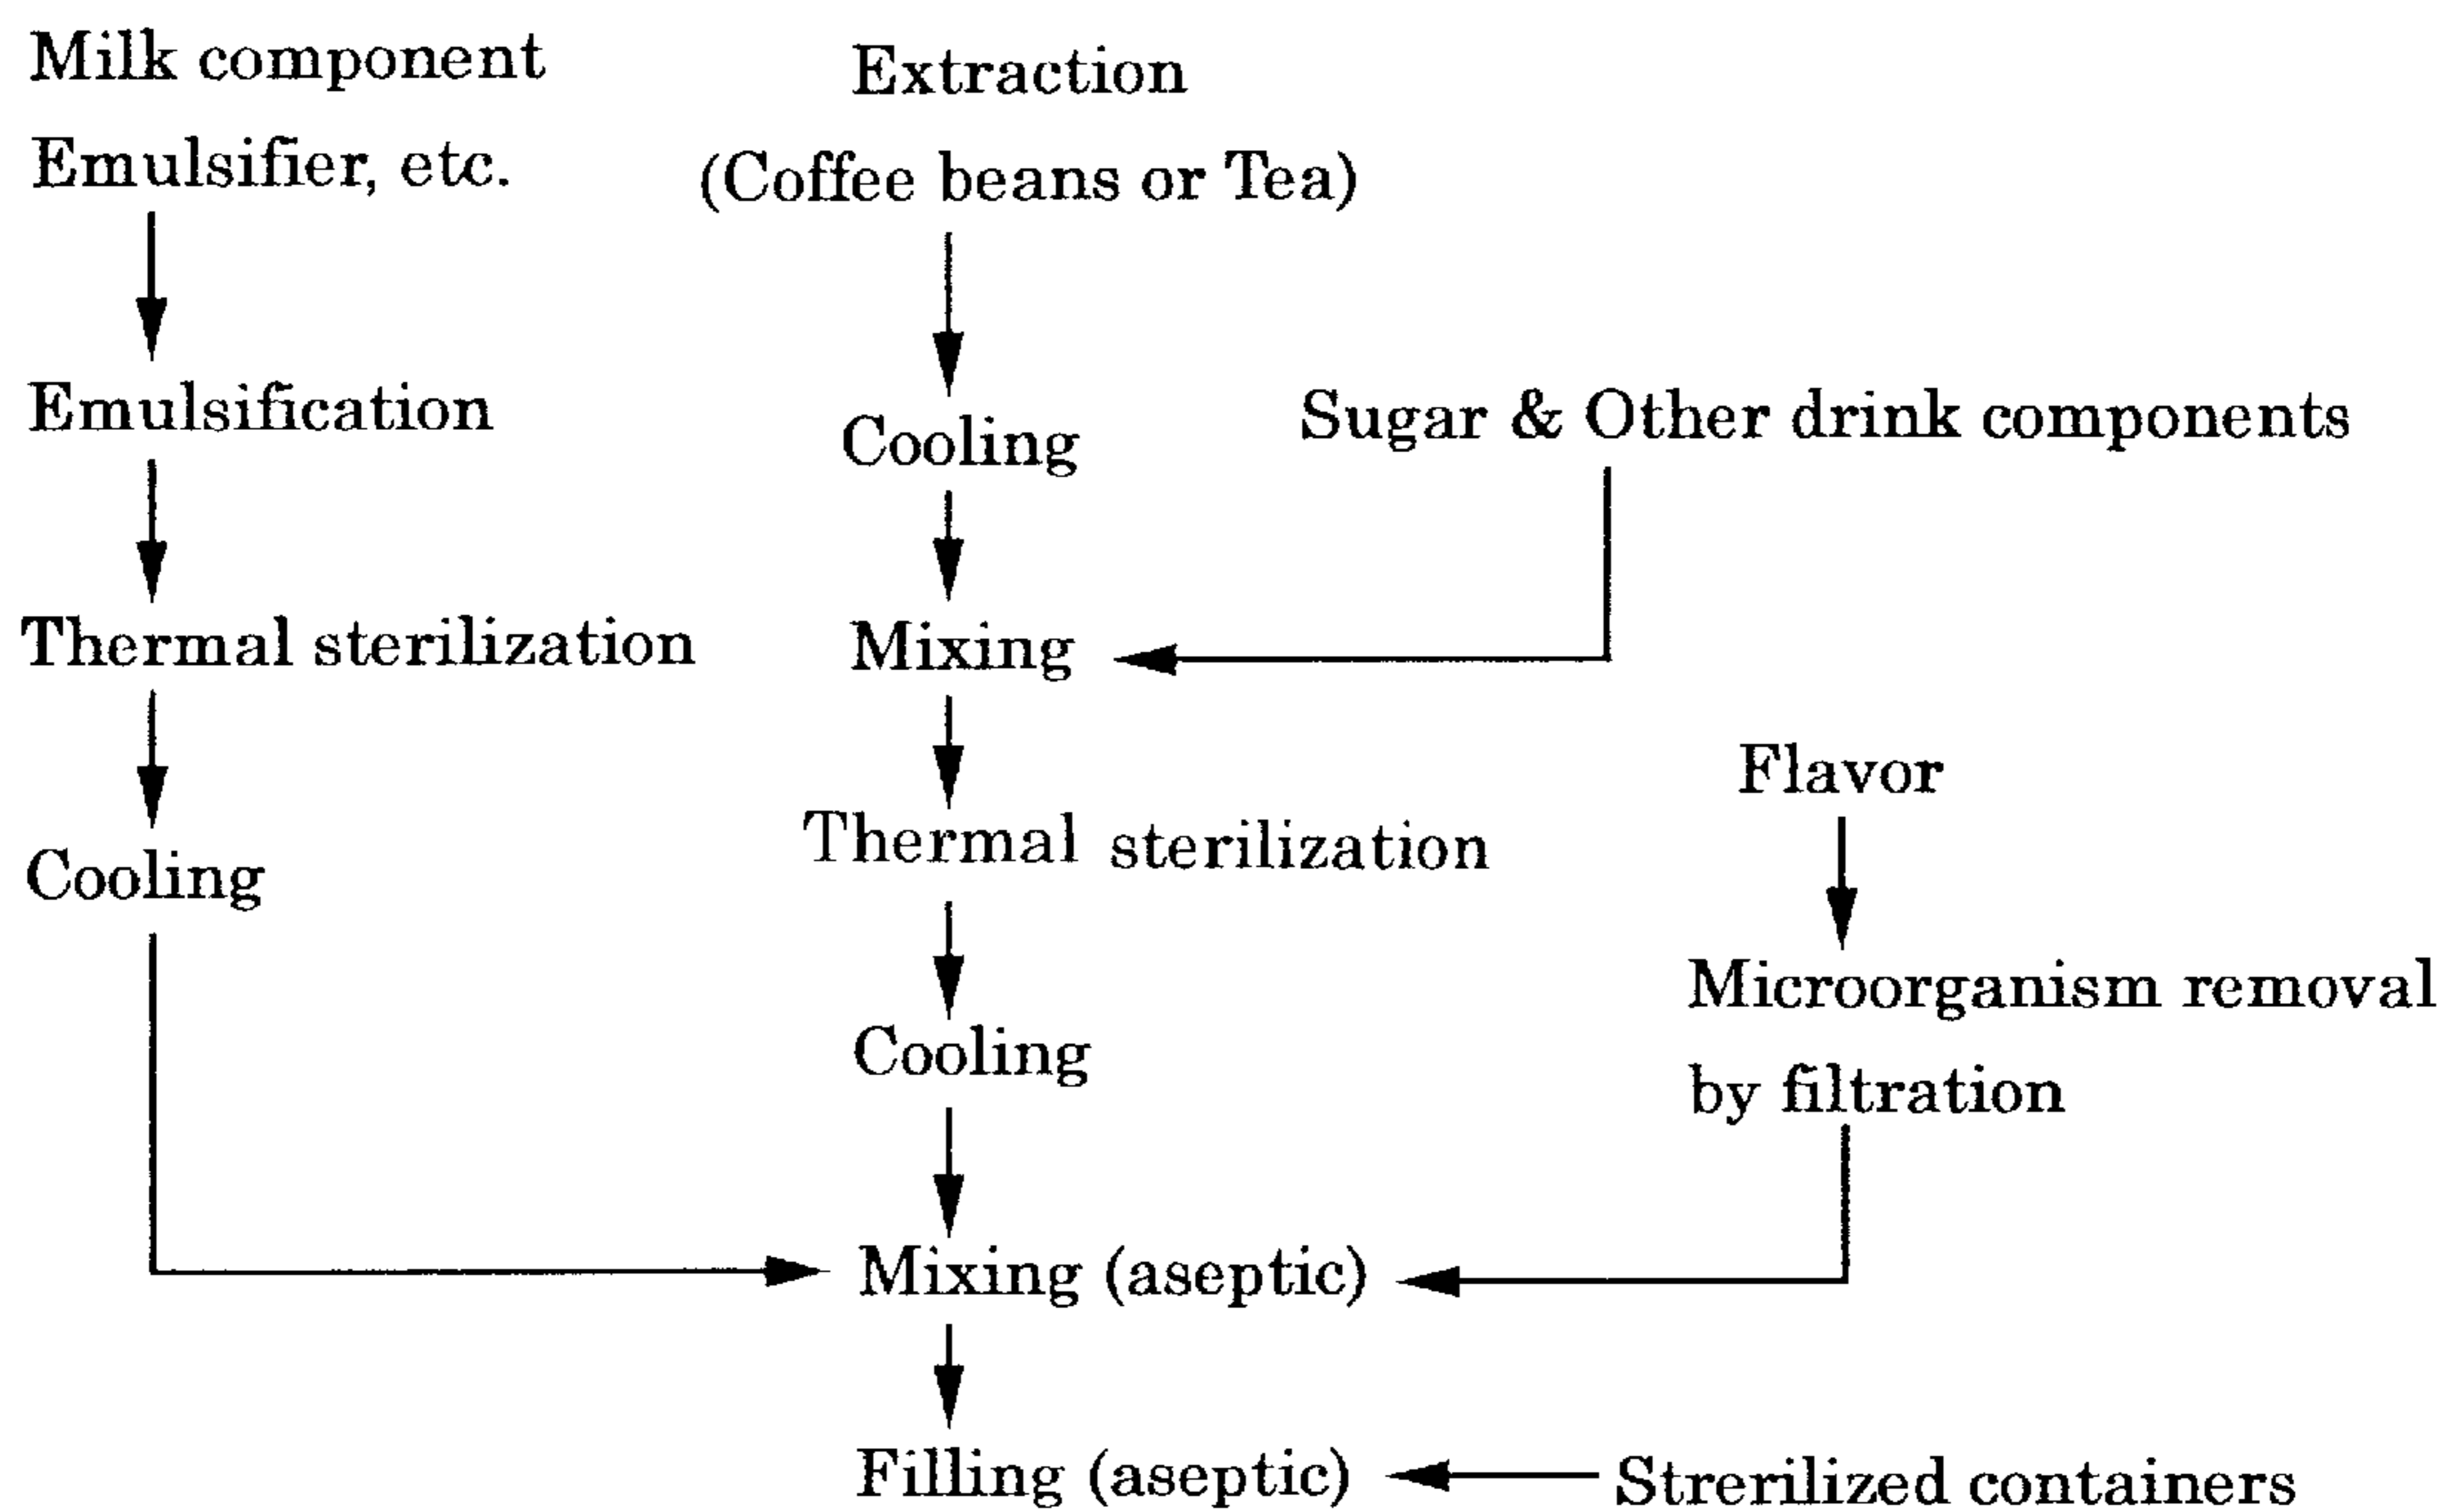 Milk component
Emulsifier, etc.
Emulsification
Thermal sterilization
Cooling
Extraction
(Coffee beans or Tea)
Cooling
Mixing
Thermal sterilization
Cooling
Mixing (aseptic)
Filling (aseptic)
Sugar & Other drink components
Flavor
Microorganism removal
by filtration
Strerilized containers